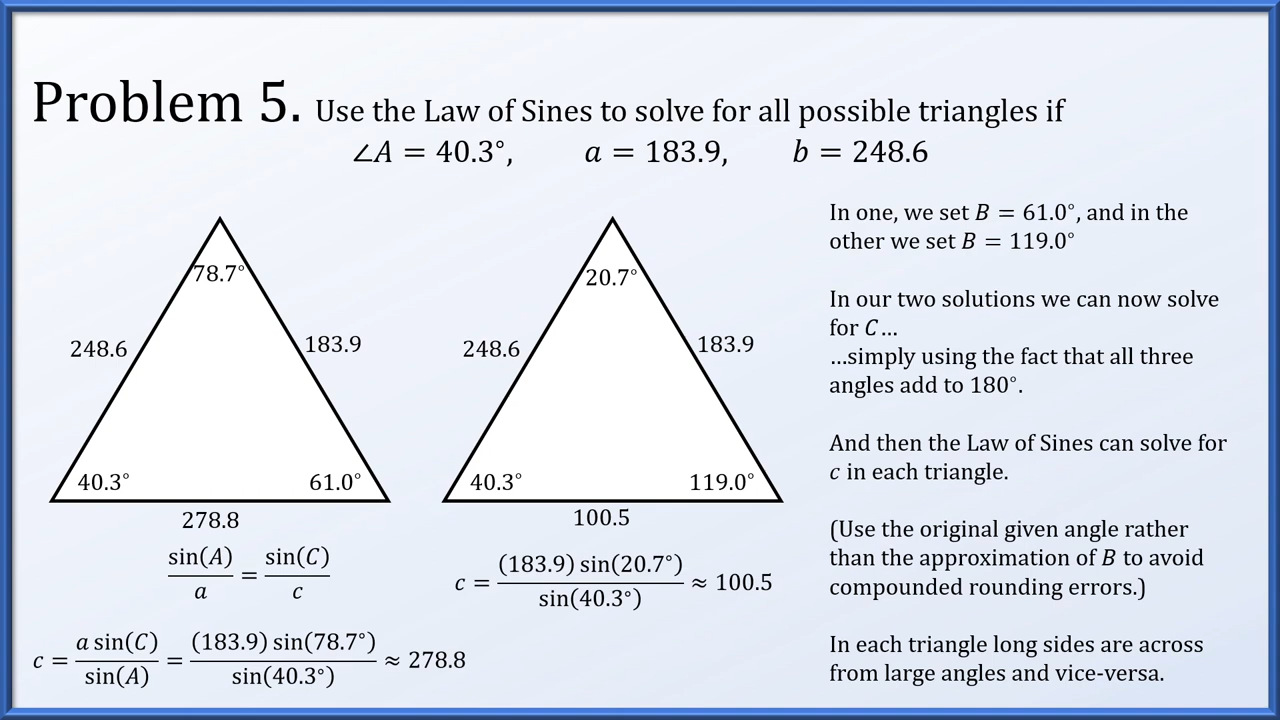 Problem 5. Use the Law of Sines to solve for all possible triangles if
∠A = 40.3°, a = 183.9, b = 248.6
78.7°
248.6
183.9
40.3°
61.0°
278.8
20.7°
248.6
183.9
40.3°
119.0°
100.5
sin(A)/a = sin(C)/c
c = (183.9) sin(20.7°)/sin(40.3°) ≈ 100.5
c = a sin(C)/sin(A) = (183.9) sin(78.7°)/sin(40.3°) ≈ 278.8
In one, we set B = 61.0°, and in the
other we set B = 119.0°
In our two solutions we can now solve
for C…
…simply using the fact that all three
angles add to 180°.
And then the Law of Sines can solve for
c in each triangle.
(Use the original given angle rather
than the approximation of B to avoid
compounded rounding errors.)
In each triangle long sides are across
from large angles and vice-versa.